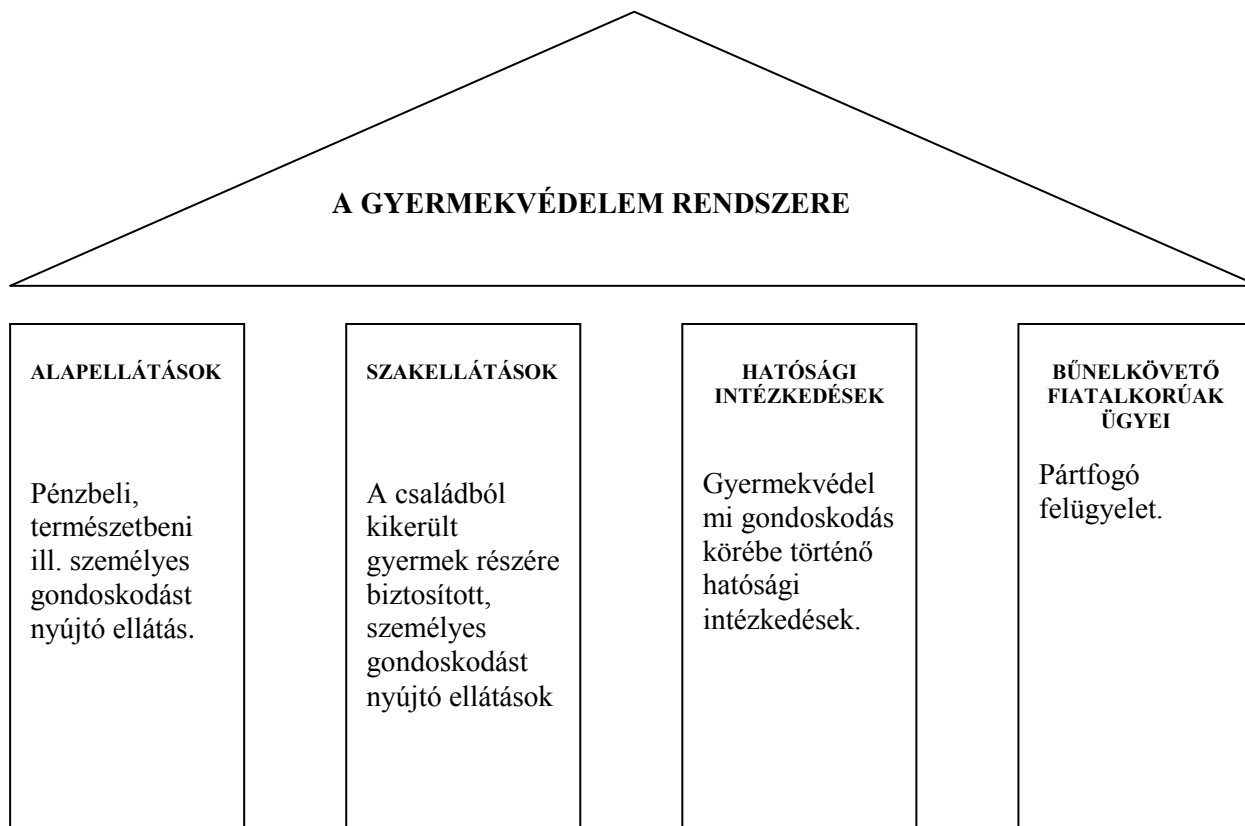 A GYERMEKVÉDELEM RENDSZERE
ALAPELLÁTÁSOK
Pénzbeli,
természetbeni
ill. személyes
gondoskodást
nyújtó ellátás.
SZAKELLÁTÁSOK
A családból
kikerült
gyermek részére
biztosított,
személyes
gondoskodást
nyújtó ellátások
HATÓSÁGI
INTÉZKEDÉSEK
Gyermekvédel
mi gondoskodás
körébe történő
hatósági
intézkedések.
BŰNELKÖVETŐ
FIATALKORÚAK
ÜGYEI
Pártfogó
felügyelet.